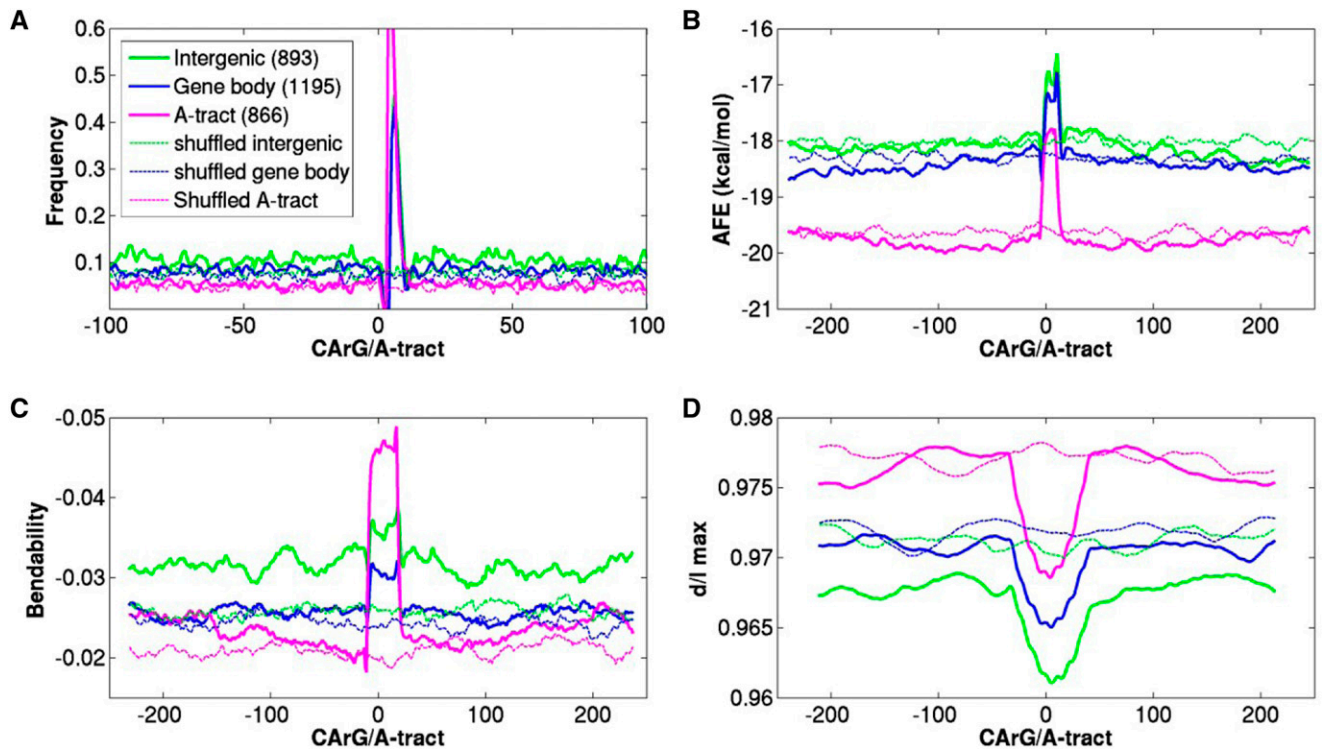 A
0.6
0.5
0.4
0.3
0.2
0.1
Frequency
Intergenic (893)
Gene body (1195)
A-tract (866)
shuffled intergenic
shuffled gene body
Shuffled A-tract
-100 -50 0 50 100
CArG/A-tract
B
-16
-17
-18
-19
-20
-21
AFE (kcal/mol)
-200 -100 0 100 200
CArG/A-tract
C
-0.05
-0.04
-0.03
-0.02
Bendability
-200 -100 0 100 200
CArG/A-tract
D
0.98
0.975
0.97
0.965
0.96
d/l max
-200 -100 0 100 200
CArG/A-tract